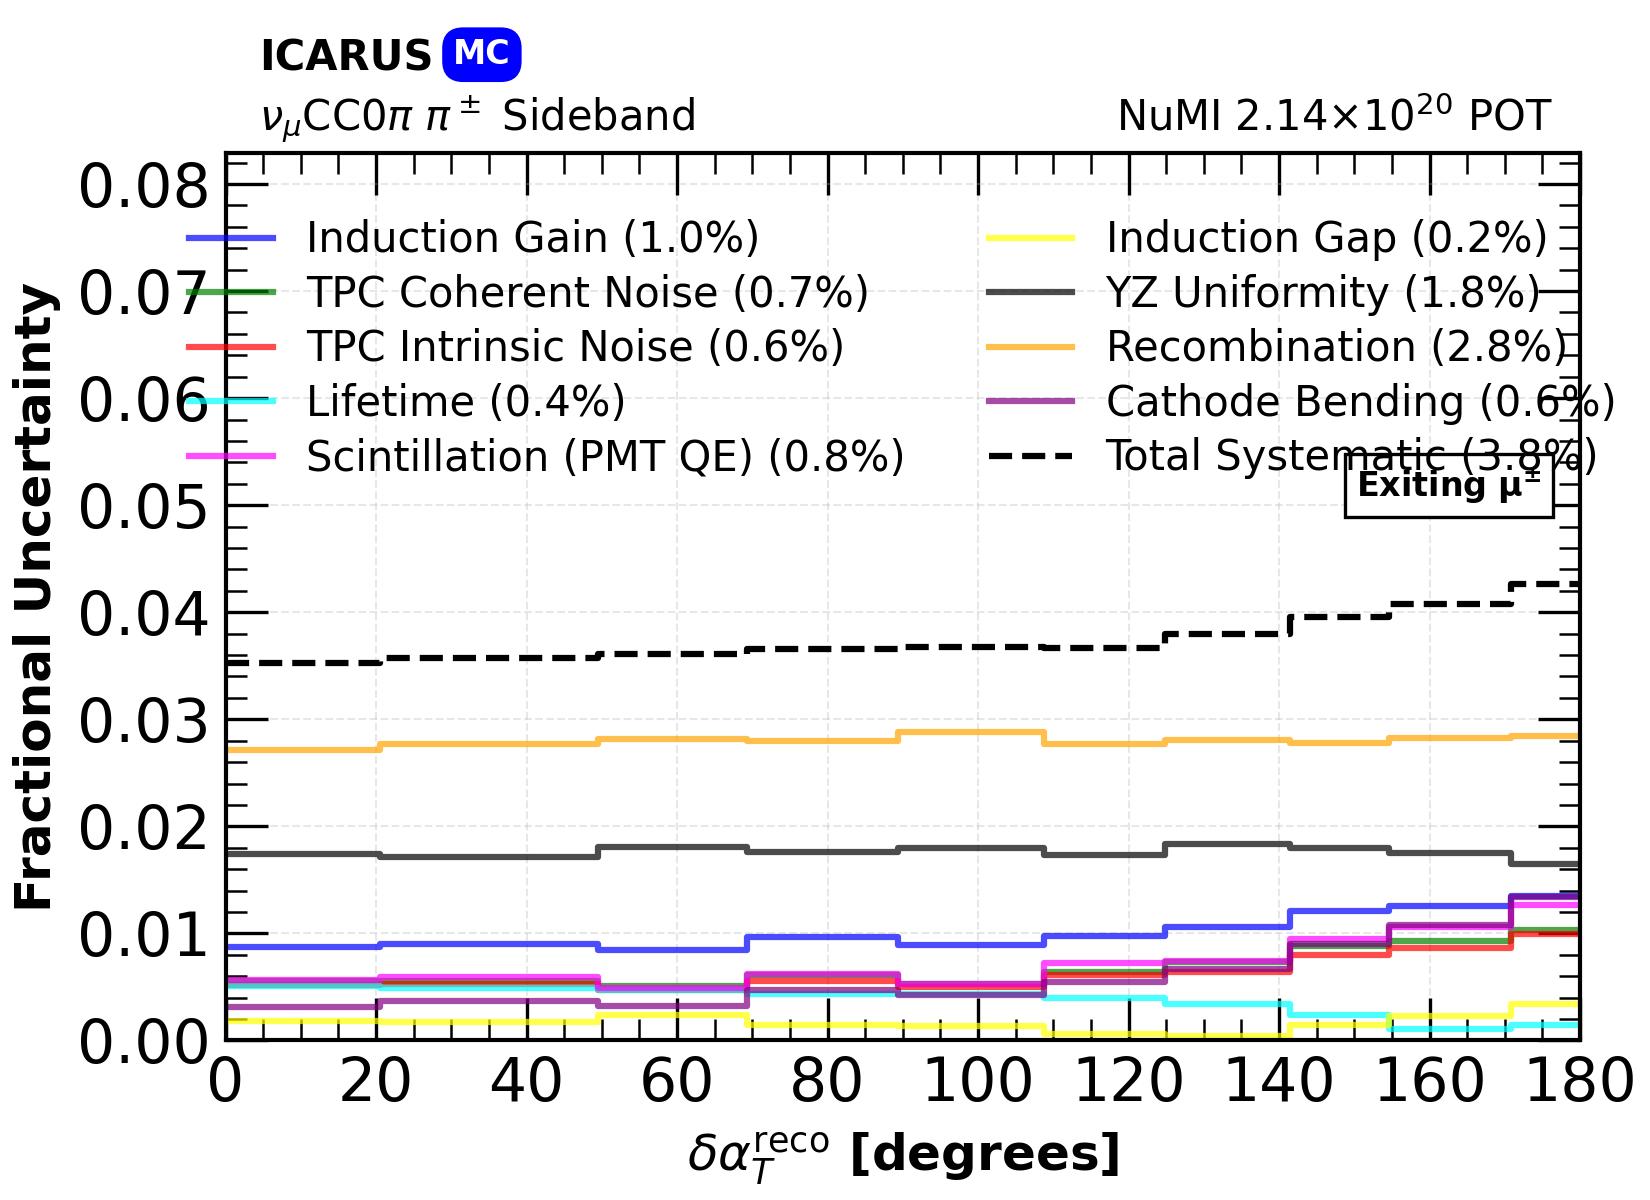 ICARUS MC
νμCC0π π± Sideband
NuMI 2.14×10²⁰ POT
Fractional Uncertainty
0.08
0.07
0.06
0.05
0.04
0.03
0.02
0.01
0.00
Induction Gain (1.0%)
TPC Coherent Noise (0.7%)
TPC Intrinsic Noise (0.6%)
Lifetime (0.4%)
Scintillation (PMT QE) (0.8%)
Induction Gap (0.2%)
YZ Uniformity (1.8%)
Recombination (2.8%)
Cathode Bending (0.6%)
Total Systematic (3.8%)
Exiting μ±
0 20 40 60 80 100 120 140 160 180
δα_T^reco [degrees]